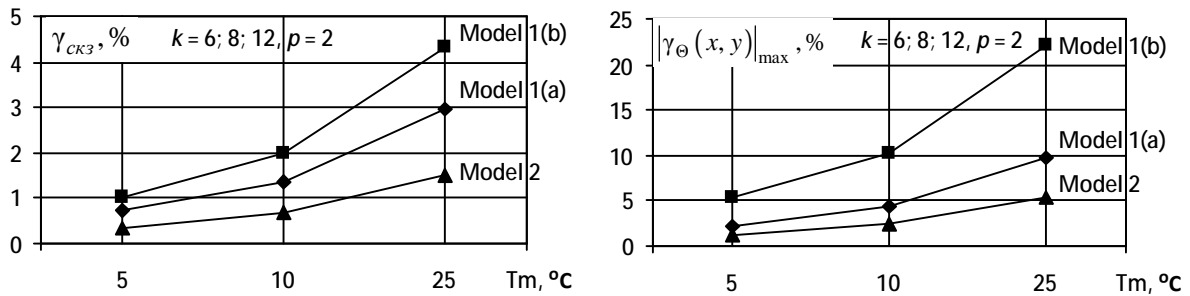 5
4
3
2
1
0
γскз, %
k = 6; 8; 12, p = 2
Model 1(b)
Model 1(a)
Model 2
5 10 25 Tm, ºC
25
20
15
10
5
0
|γΘ(x, y)|max, %
k = 6; 8; 12, p = 2
Model 1(b)
Model 1(a)
Model 2
5 10 25 Tm, ºC